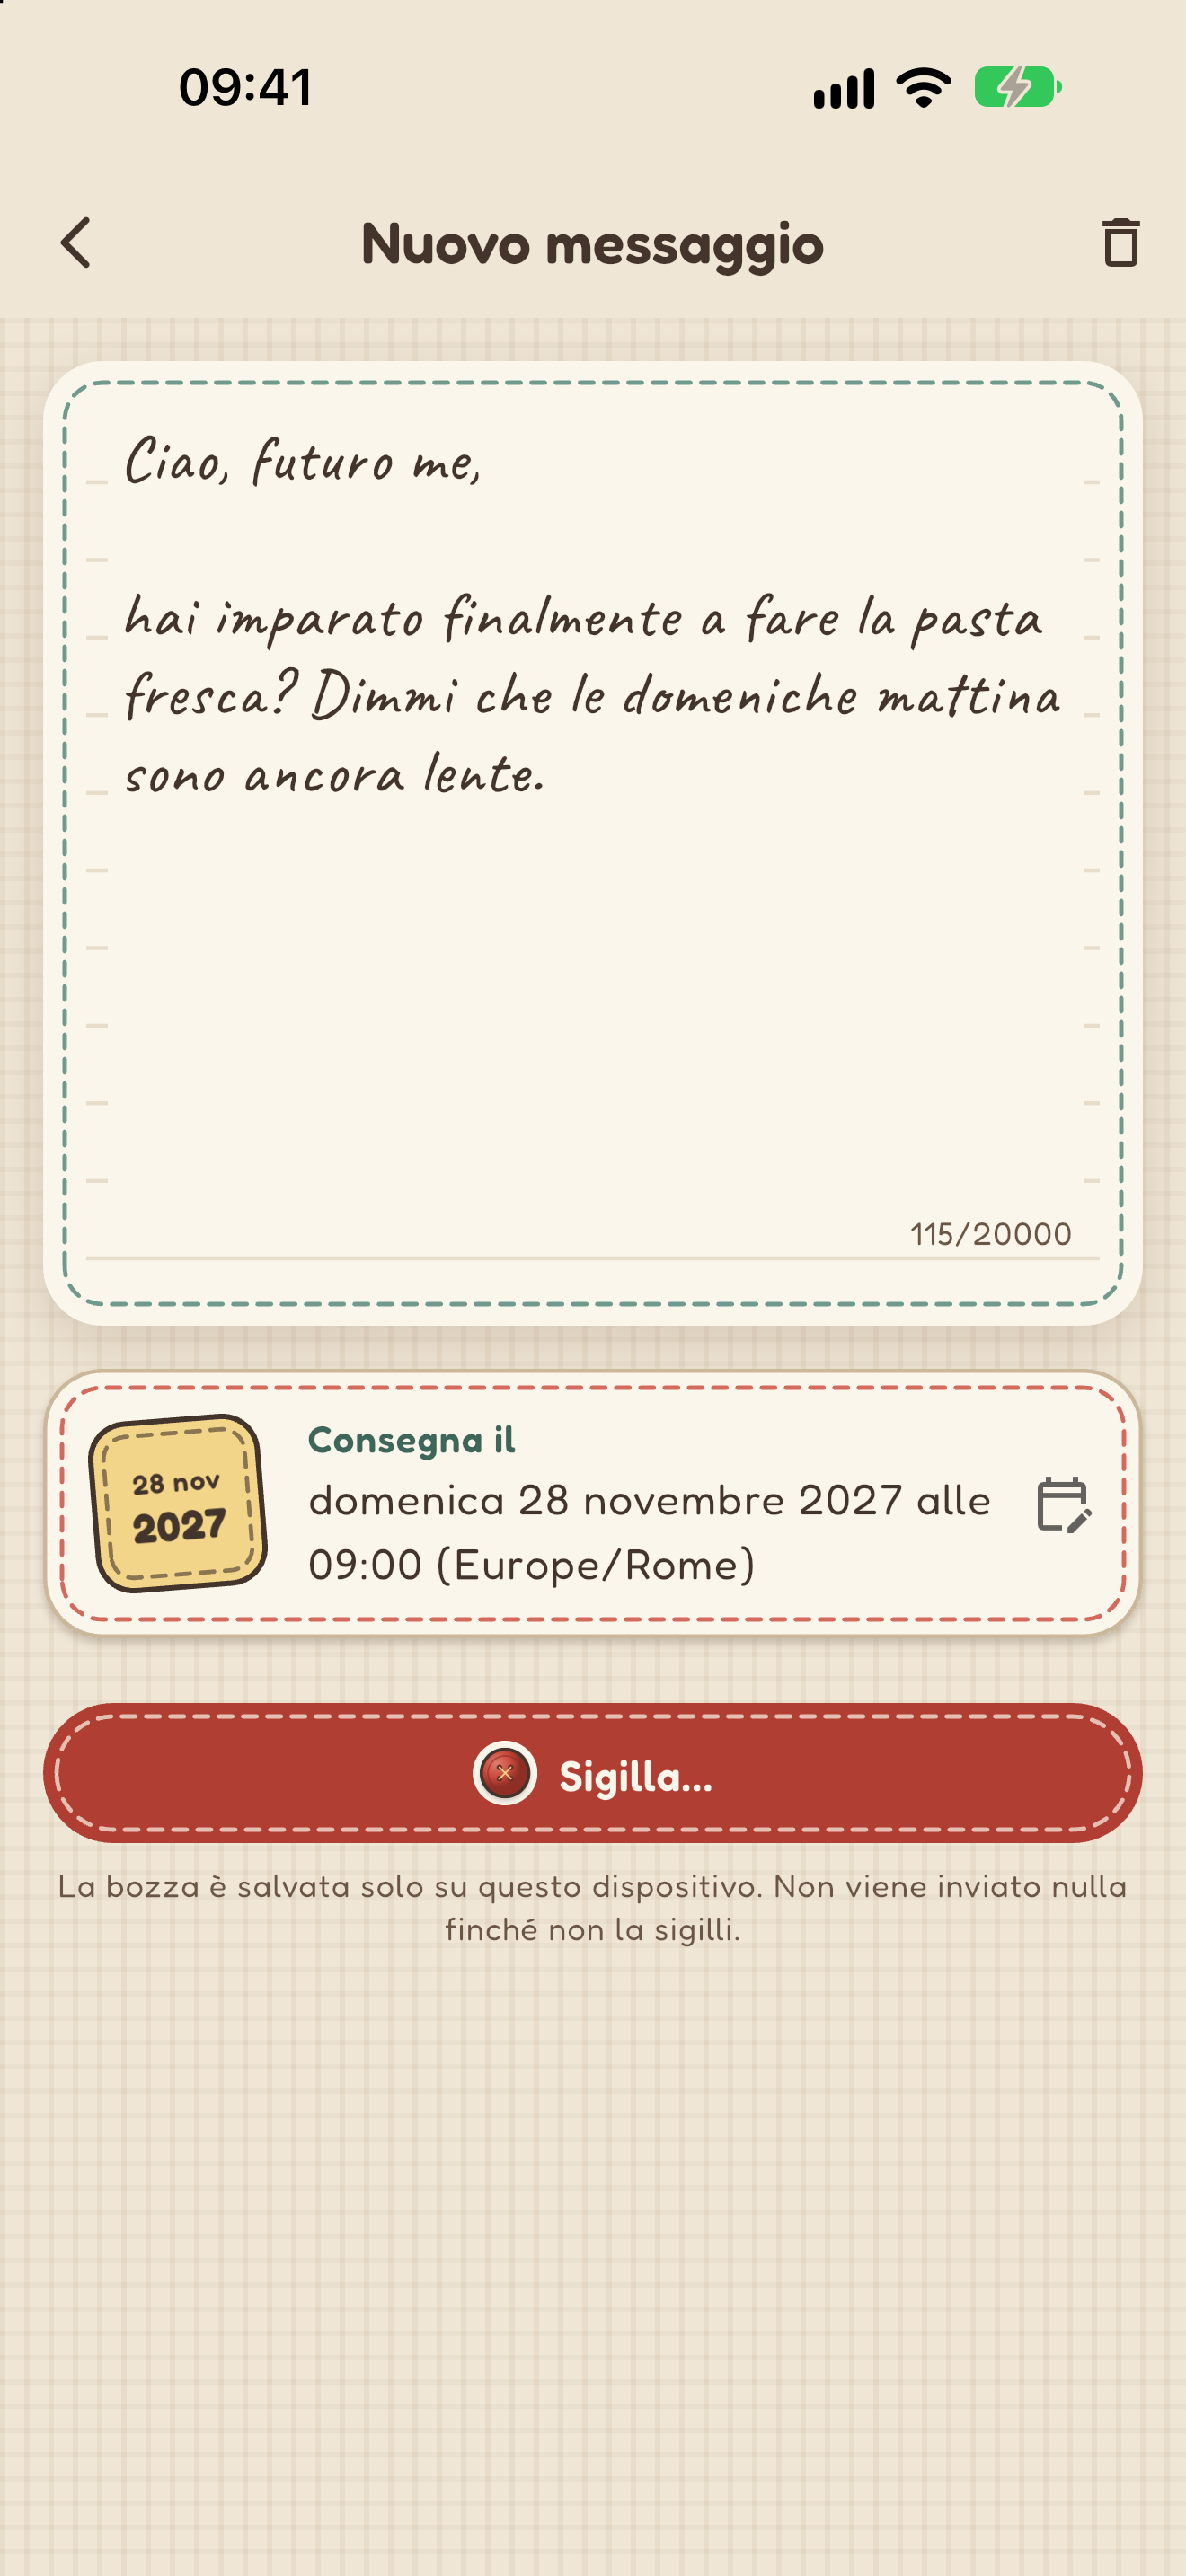 09:41
Nuovo messaggio
Ciao, futuro me,
hai imparato finalmente a fare la pasta
fresca? Dimmi che le domeniche mattina
sono ancora lente.
115/20000
28 nov
2027
Consegna il
domenica 28 novembre 2027 alle
09:00 (Europe/Rome)
Sigilla...
La bozza è salvata solo su questo dispositivo. Non viene inviato nulla
finché non la sigilli.